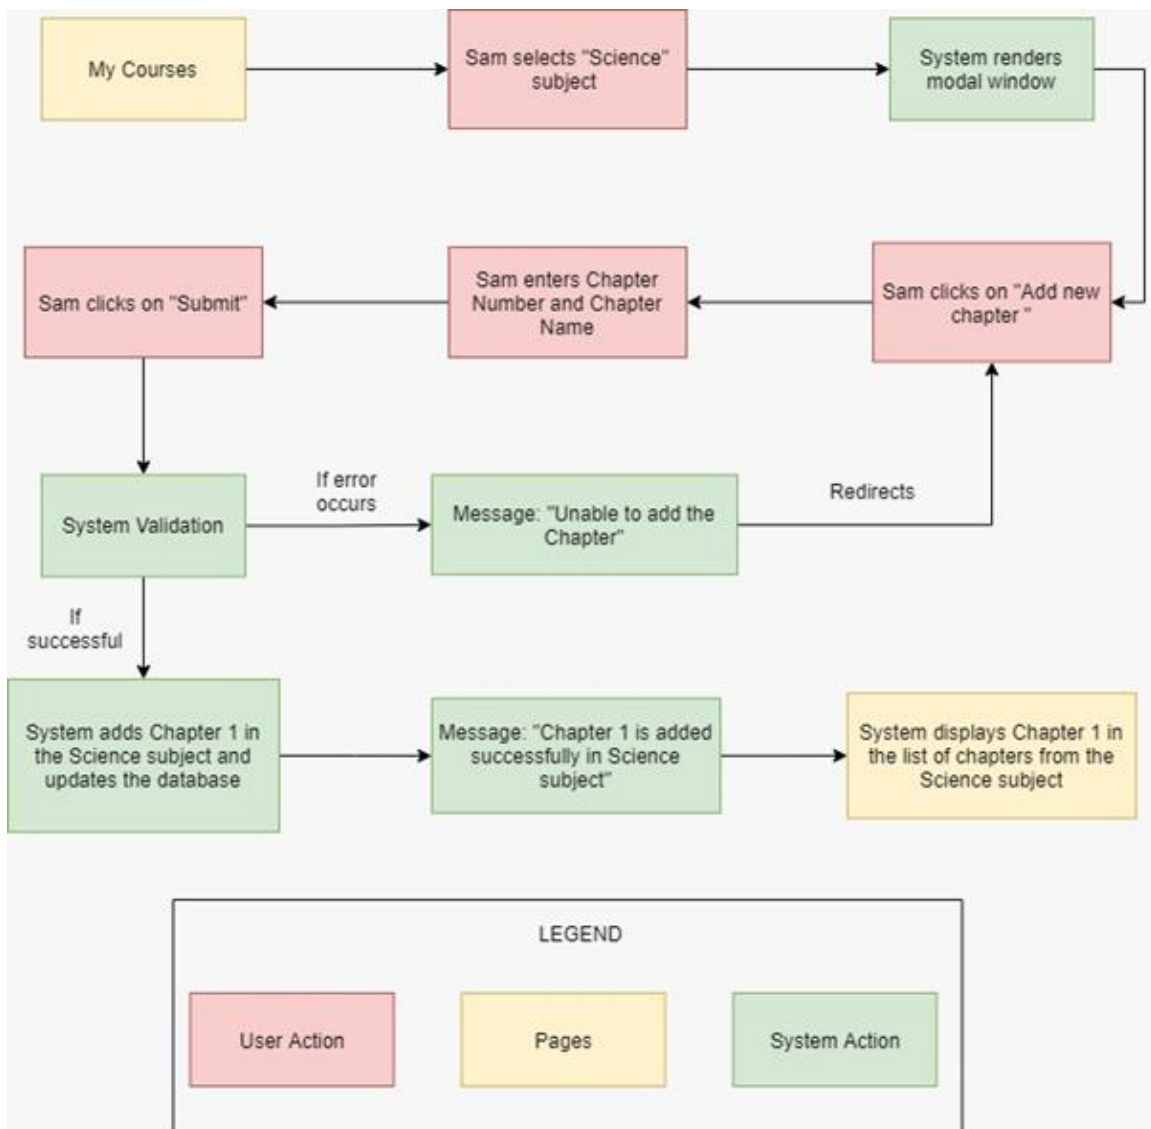 My Courses
Sam selects "Science"
subject
System renders
modal window
Sam clicks on "Add new
chapter "
Sam enters Chapter
Number and Chapter
Name
Sam clicks on "Submit"
System Validation
If error
occurs
Message: "Unable to add the
Chapter"
Redirects
If
successful
System adds Chapter 1 in
the Science subject and
updates the database
Message: "Chapter 1 is added
successfully in Science
subject"
System displays Chapter 1 in
the list of chapters from the
Science subject
LEGEND
User Action
Pages
System Action